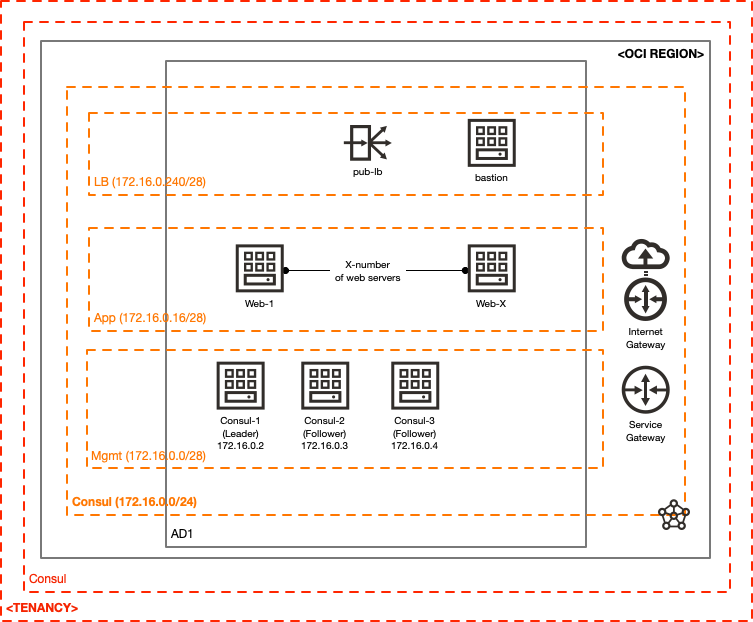 <OCI REGION>
pub-lb
bastion
LB (172.16.0.240/28)
X-number
of web servers
Web-1
Web-X
App (172.16.0.16/28)
Internet
Gateway
Consul-1
(Leader)
172.16.0.2
Consul-2
(Follower)
172.16.0.3
Consul-3
(Follower)
172.16.0.4
Service
Gateway
Mgmt (172.16.0.0/28)
Consul (172.16.0.0/24)
AD1
Consul
<TENANCY>